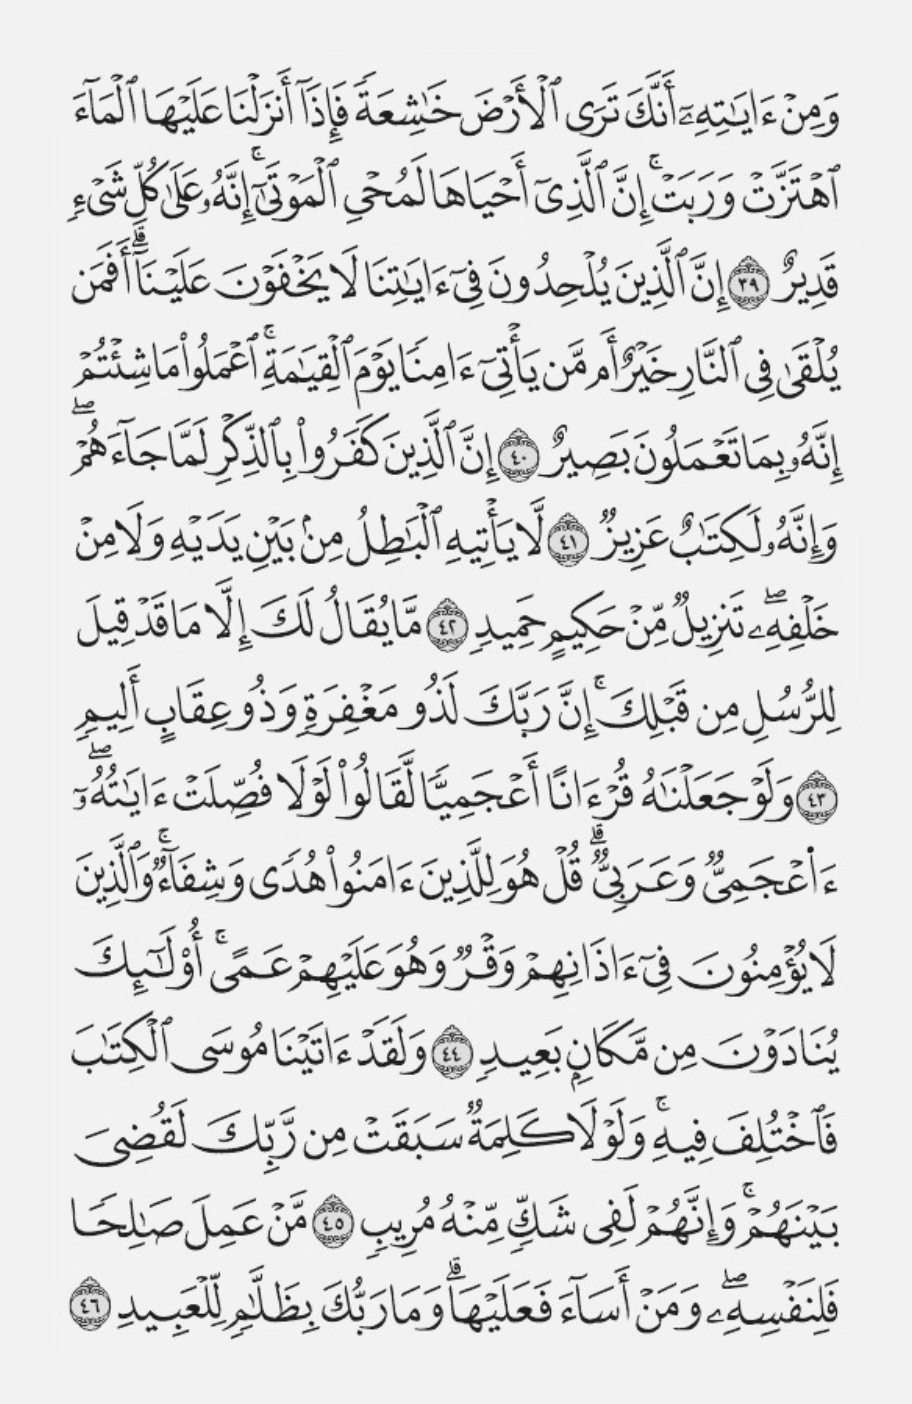 وَمِنْ ءَايَٰتِهِۦٓ أَنَّكَ تَرَى ٱلْأَرْضَ خَٰشِعَةً فَإِذَآ أَنزَلْنَا عَلَيْهَا ٱلْمَآءَ
ٱهْتَزَّتْ وَرَبَتْ ۚ إِنَّ ٱلَّذِىٓ أَحْيَاهَا لَمُحْىِ ٱلْمَوْتَىٰٓ ۚ إِنَّهُۥ عَلَىٰ كُلِّ شَىْءٍ
قَدِيرٌ ٣٩ إِنَّ ٱلَّذِينَ يُلْحِدُونَ فِىٓ ءَايَٰتِنَا لَا يَخْفَوْنَ عَلَيْنَآ ۗ أَفَمَن
يُلْقَىٰ فِى ٱلنَّارِ خَيْرٌ أَم مَّن يَأْتِىٓ ءَامِنًا يَوْمَ ٱلْقِيَٰمَةِ ۚ ٱعْمَلُوا۟ مَا شِئْتُمْ ۖ
إِنَّهُۥ بِمَا تَعْمَلُونَ بَصِيرٌ ٤٠ إِنَّ ٱلَّذِينَ كَفَرُوا۟ بِٱلذِّكْرِ لَمَّا جَآءَهُمْ ۖ
وَإِنَّهُۥ لَكِتَٰبٌ عَزِيزٌ ٤١ لَّا يَأْتِيهِ ٱلْبَٰطِلُ مِنۢ بَيْنِ يَدَيْهِ وَلَا مِنْ
خَلْفِهِۦ ۖ تَنزِيلٌ مِّنْ حَكِيمٍ حَمِيدٍ ٤٢ مَّا يُقَالُ لَكَ إِلَّا مَا قَدْ قِيلَ
لِلرُّسُلِ مِن قَبْلِكَ ۚ إِنَّ رَبَّكَ لَذُو مَغْفِرَةٍ وَذُو عِقَابٍ أَلِيمٍ
٤٣ وَلَوْ جَعَلْنَٰهُ قُرْءَانًا أَعْجَمِيًّا لَّقَالُوا۟ لَوْلَا فُصِّلَتْ ءَايَٰتُهُۥٓ ۖ
ءَا۬عْجَمِىٌّ وَعَرَبِىٌّ ۗ قُلْ هُوَ لِلَّذِينَ ءَامَنُوا۟ هُدًى وَشِفَآءٌ ۚ وَٱلَّذِينَ
لَا يُؤْمِنُونَ فِىٓ ءَاذَانِهِمْ وَقْرٌ وَهُوَ عَلَيْهِمْ عَمًى ۚ أُو۟لَٰٓئِكَ
يُنَادَوْنَ مِن مَّكَانٍۭ بَعِيدٍ ٤٤ وَلَقَدْ ءَاتَيْنَا مُوسَى ٱلْكِتَٰبَ
فَٱخْتُلِفَ فِيهِ ۚ وَلَوْلَا كَلِمَةٌ سَبَقَتْ مِن رَّبِّكَ لَقُضِىَ
بَيْنَهُمْ ۚ وَإِنَّهُمْ لَفِى شَكٍّ مِّنْهُ مُرِيبٍ ٤٥ مَّنْ عَمِلَ صَٰلِحًا
فَلِنَفْسِهِۦ ۖ وَمَنْ أَسَآءَ فَعَلَيْهَا ۗ وَمَا رَبُّكَ بِظَلَّٰمٍ لِّلْعَبِيدِ ٤٦